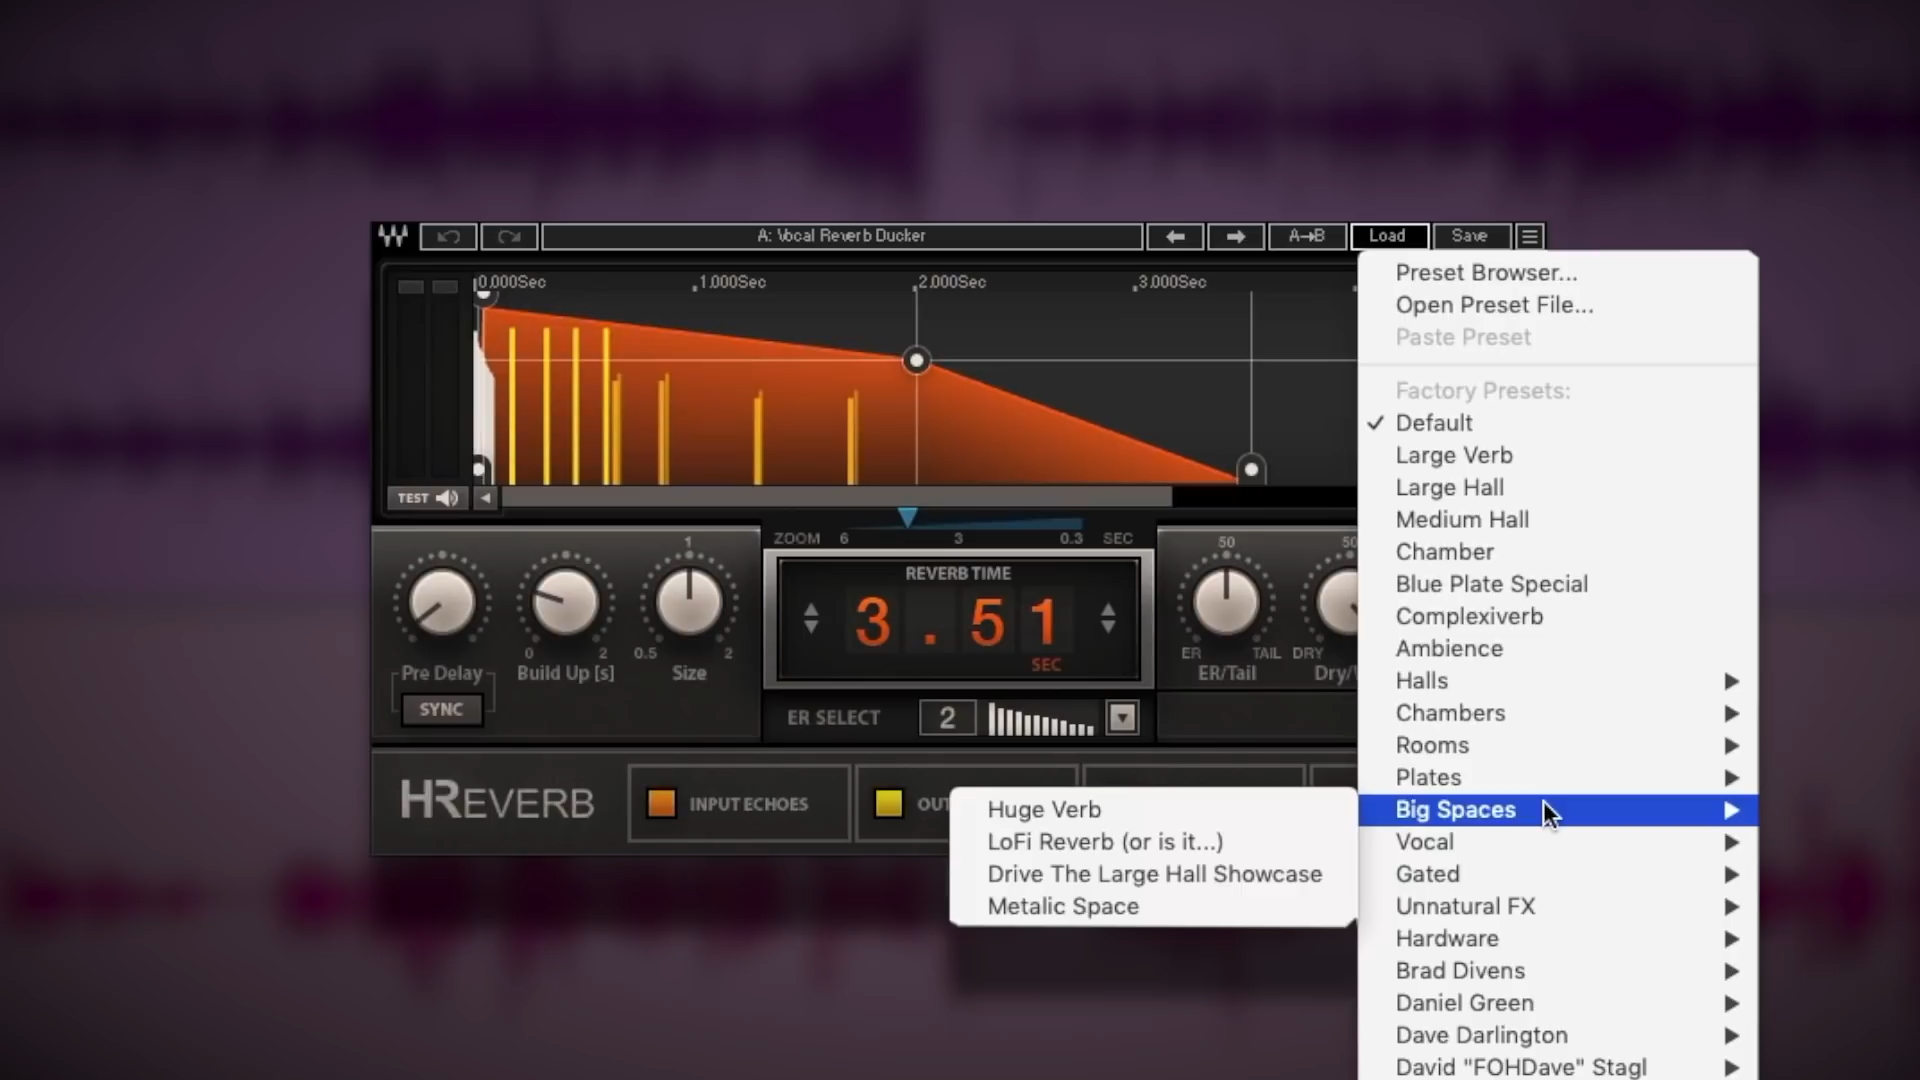 A: Vocal Reverb Ducker
A→B
Load
Save
0.000Sec
1.000Sec
2.000Sec
3.000Sec
TEST
ZOOM 6 3 0.3 SEC
1
0 2
0.5 2
Pre Delay
Build Up [s]
Size
SYNC
REVERB TIME
3.51
SEC
ER SELECT 2
50
50
ER TAIL
DRY
ER/Tail
Dry/
HREVERB
INPUT ECHOES
OU
Huge Verb
LoFi Reverb (or is it...)
Drive The Large Hall Showcase
Metalic Space
Preset Browser...
Open Preset File...
Paste Preset
Factory Presets:
✓ Default
Large Verb
Large Hall
Medium Hall
Chamber
Blue Plate Special
Complexiverb
Ambience
Halls
Chambers
Rooms
Plates
Big Spaces
Vocal
Gated
Unnatural FX
Hardware
Brad Divens
Daniel Green
Dave Darlington
David "FOHDave" Stagl